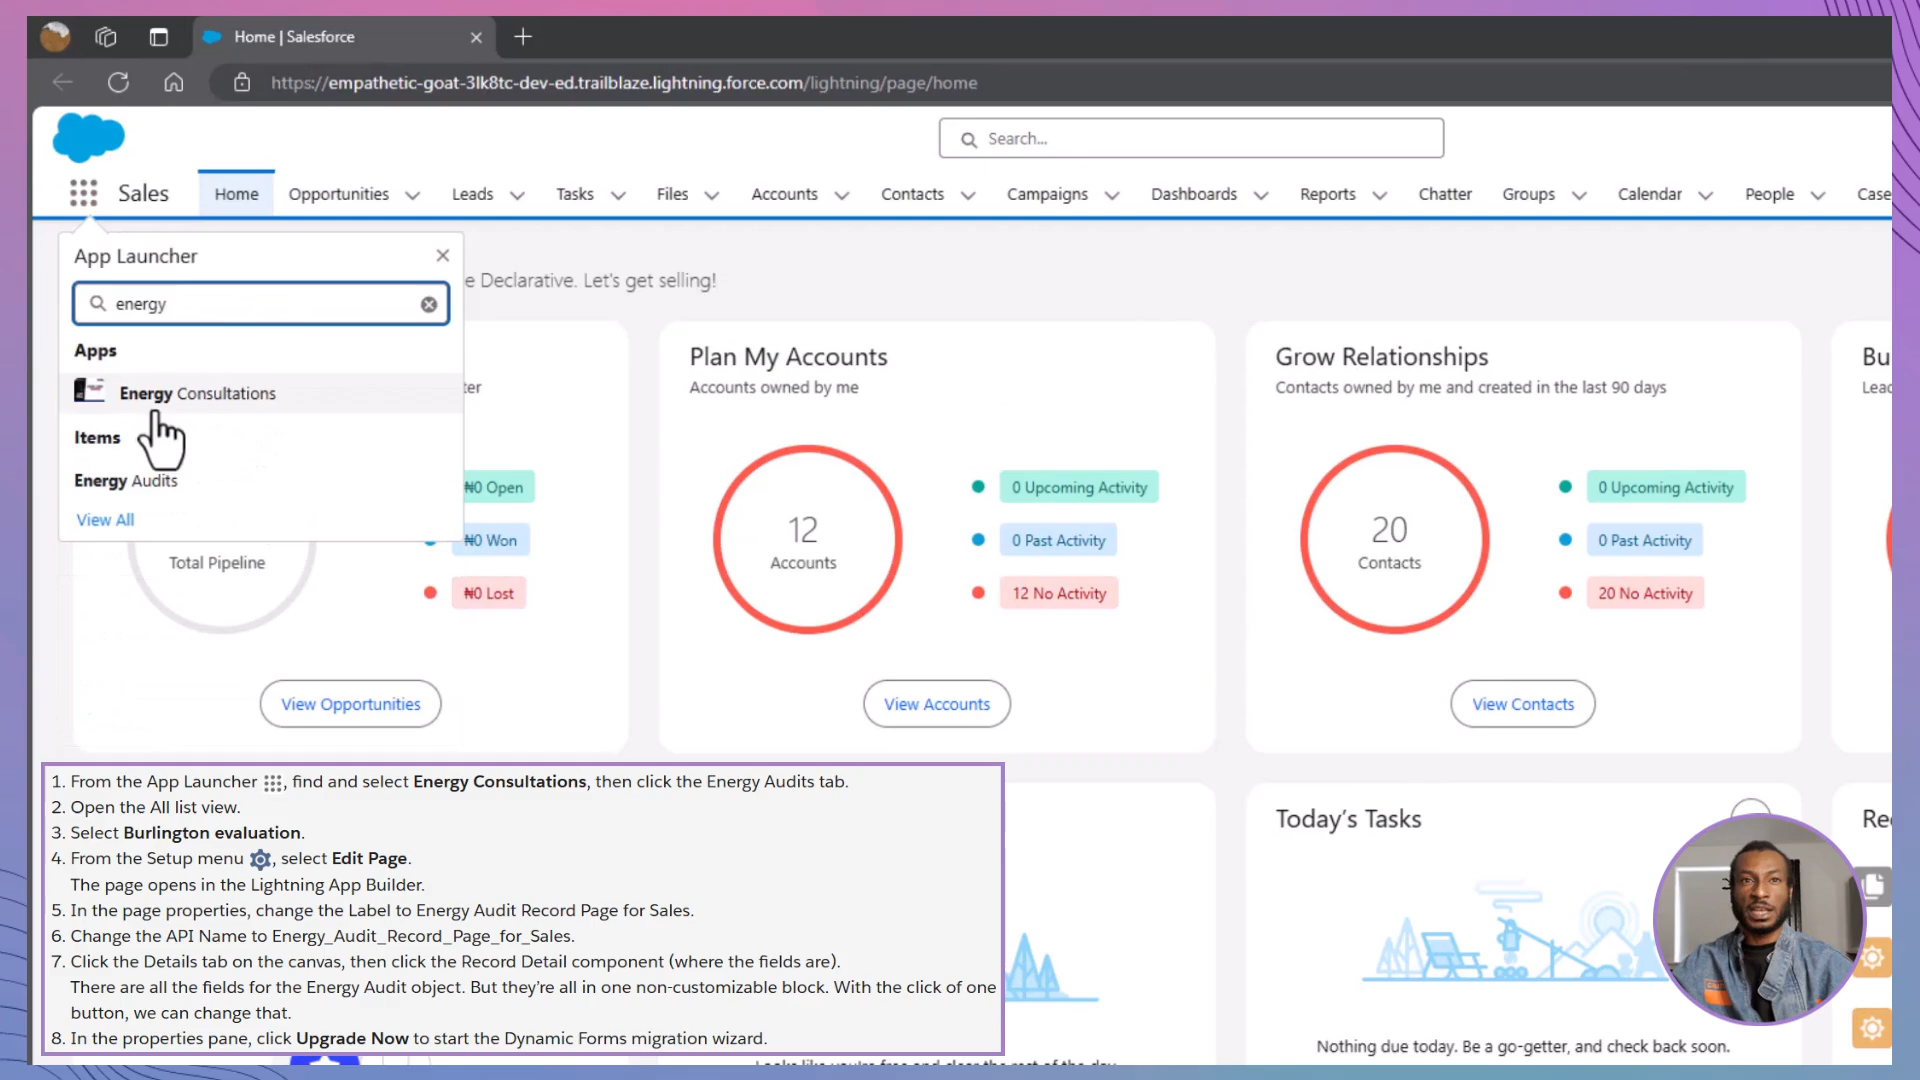 Home | Salesforce
https://empathetic-goat-3lk8tc-dev-ed.trailblaze.lightning.force.com/lightning/page/home
Search...
Sales
Home
Opportunities
Leads
Tasks
Files
Accounts
Contacts
Campaigns
Dashboards
Reports
Chatter
Groups
Calendar
People
Case
App Launcher
e Declarative. Let's get selling!
energy
Apps
Energy Consultations
Items
Energy Audits
View All
ter
₦0 Open
₦0 Won
₦0 Lost
Total Pipeline
View Opportunities
Plan My Accounts
Accounts owned by me
12
Accounts
0 Upcoming Activity
0 Past Activity
12 No Activity
View Accounts
Grow Relationships
Contacts owned by me and created in the last 90 days
20
Contacts
0 Upcoming Activity
0 Past Activity
20 No Activity
View Contacts
Bu
Lead
1. From the App Launcher , find and select Energy Consultations, then click the Energy Audits tab.
2. Open the All list view.
3. Select Burlington evaluation.
4. From the Setup menu , select Edit Page.
The page opens in the Lightning App Builder.
5. In the page properties, change the Label to Energy Audit Record Page for Sales.
6. Change the API Name to Energy_Audit_Record_Page_for_Sales.
7. Click the Details tab on the canvas, then click the Record Detail component (where the fields are).
There are all the fields for the Energy Audit object. But they're all in one non-customizable block. With the click of one
button, we can change that.
8. In the properties pane, click Upgrade Now to start the Dynamic Forms migration wizard.
Today's Tasks
Nothing due today. Be a go-getter, and check back soon.
Rec